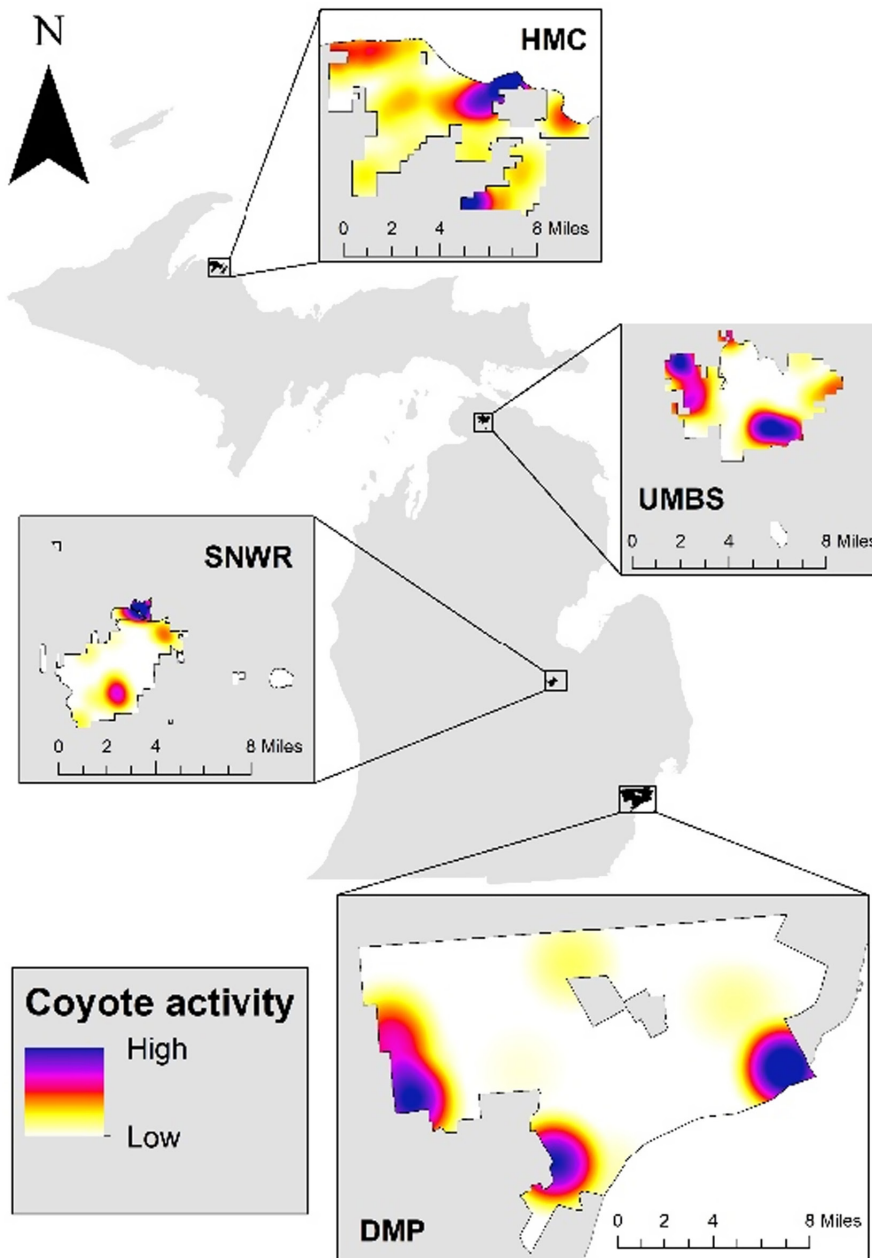 N
HMC
0 2 4 8 Miles
UMBS
0 2 4 8 Miles
SNWR
0 2 4 8 Miles
Coyote activity
High
Low
DMP
0 2 4 8 Miles